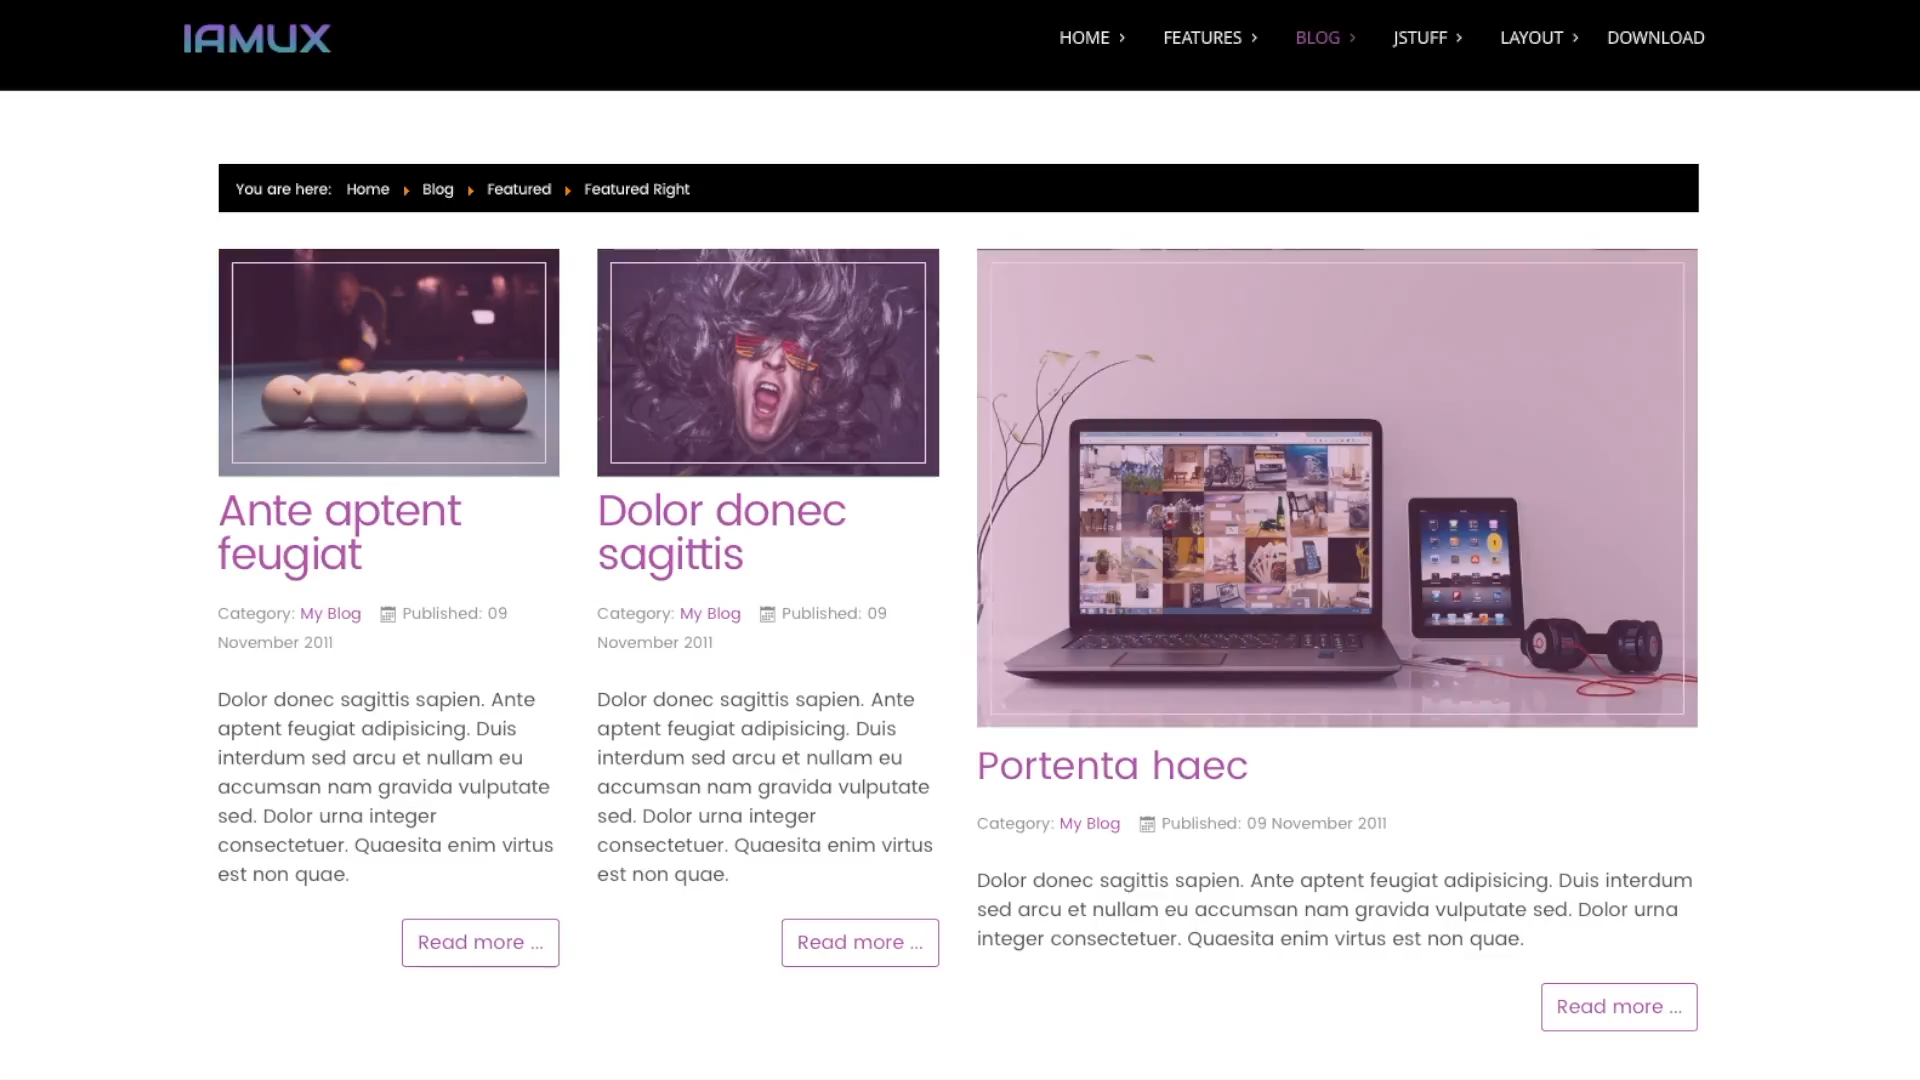 IAMUX
HOME FEATURES BLOG JSTUFF LAYOUT DOWNLOAD
You are here: Home Blog Featured Featured Right
Ante aptent
feugiat
Category: My Blog Published: 09
November 2011
Dolor donec sagittis sapien. Ante
aptent feugiat adipisicing. Duis
interdum sed arcu et nullam eu
accumsan nam gravida vulputate
sed. Dolor urna integer
consectetuer. Quaesita enim virtus
est non quae.
Read more ...
Dolor donec
sagittis
Category: My Blog Published: 09
November 2011
Dolor donec sagittis sapien. Ante
aptent feugiat adipisicing. Duis
interdum sed arcu et nullam eu
accumsan nam gravida vulputate
sed. Dolor urna integer
consectetuer. Quaesita enim virtus
est non quae.
Read more ...
Portenta haec
Category: My Blog Published: 09 November 2011
Dolor donec sagittis sapien. Ante aptent feugiat adipisicing. Duis interdum
sed arcu et nullam eu accumsan nam gravida vulputate sed. Dolor urna
integer consectetuer. Quaesita enim virtus est non quae.
Read more ...